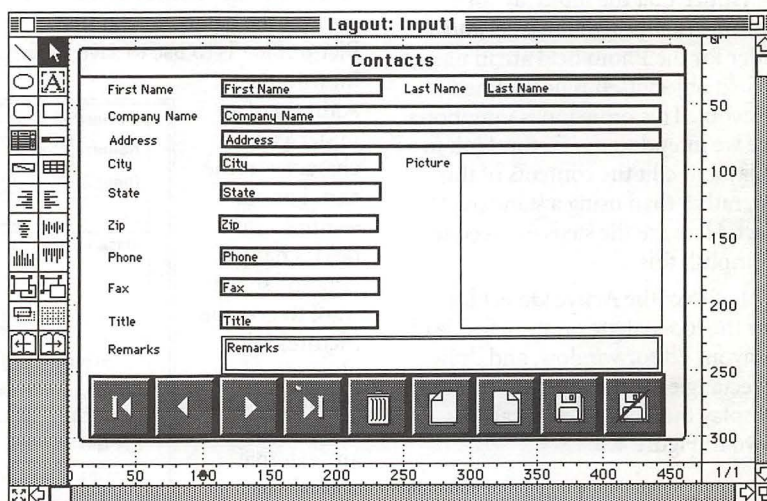 Layout: Input1
Contacts
First Name First Name Last Name Last Name
Company Name Company Name
Address Address
City City Picture
State State
Zip Zip
Phone Phone
Fax Fax
Title Title
Remarks Remarks
50
100
150
200
250
300
0 50 100 150 200 250 300 350 400 450 1/1